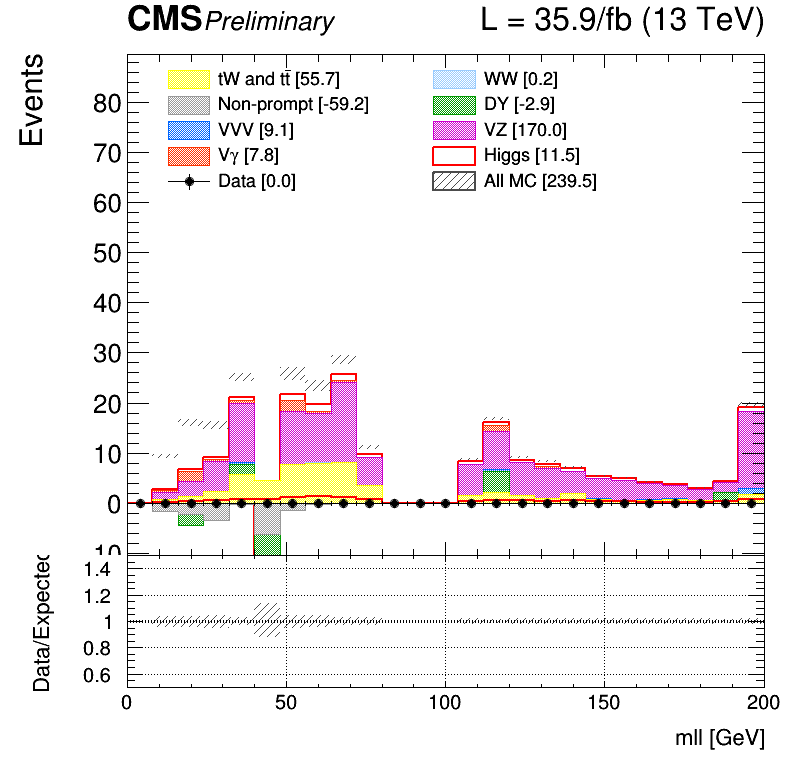 CMS Preliminary L = 35.9/fb (13 TeV)
Events
tW and tt̄ [55.7]
WW [0.2]
Non-prompt [-59.2]
DY [-2.9]
VVV [9.1]
VZ [170.0]
Vγ [7.8]
Higgs [11.5]
Data [0.0]
All MC [239.5]
80
70
60
50
40
30
20
10
0
10
Data/Expected
1.4
1.2
1
0.8
0.6
0 50 100 150 200
mll [GeV]